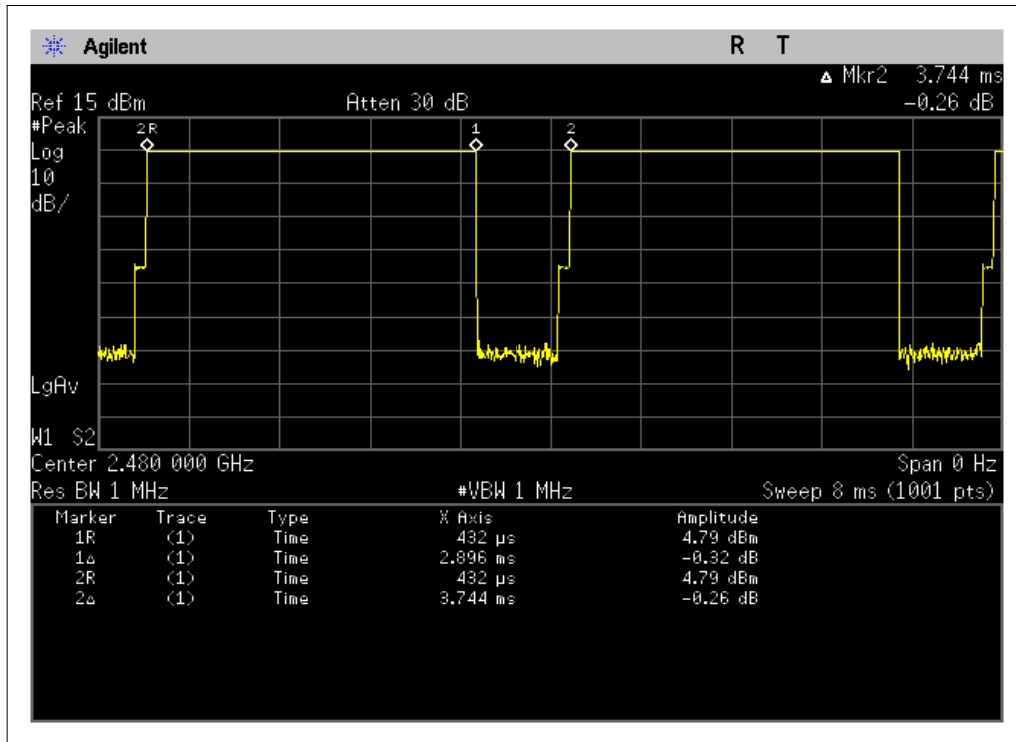 Agilent R T
Δ Mkr2 3.744 ms
Ref 15 dBm Atten 30 dB -0.26 dB
#Peak
Log
10
dB/
2R 1 2
LgAv
W1 S2
Center 2.480 000 GHz Span 0 Hz
Res BW 1 MHz #VBW 1 MHz Sweep 8 ms (1001 pts)
Marker Trace Type X Axis Amplitude
1R (1) Time 432 µs 4.79 dBm
1Δ (1) Time 2.896 ms -0.32 dB
2R (1) Time 432 µs 4.79 dBm
2Δ (1) Time 3.744 ms -0.26 dB